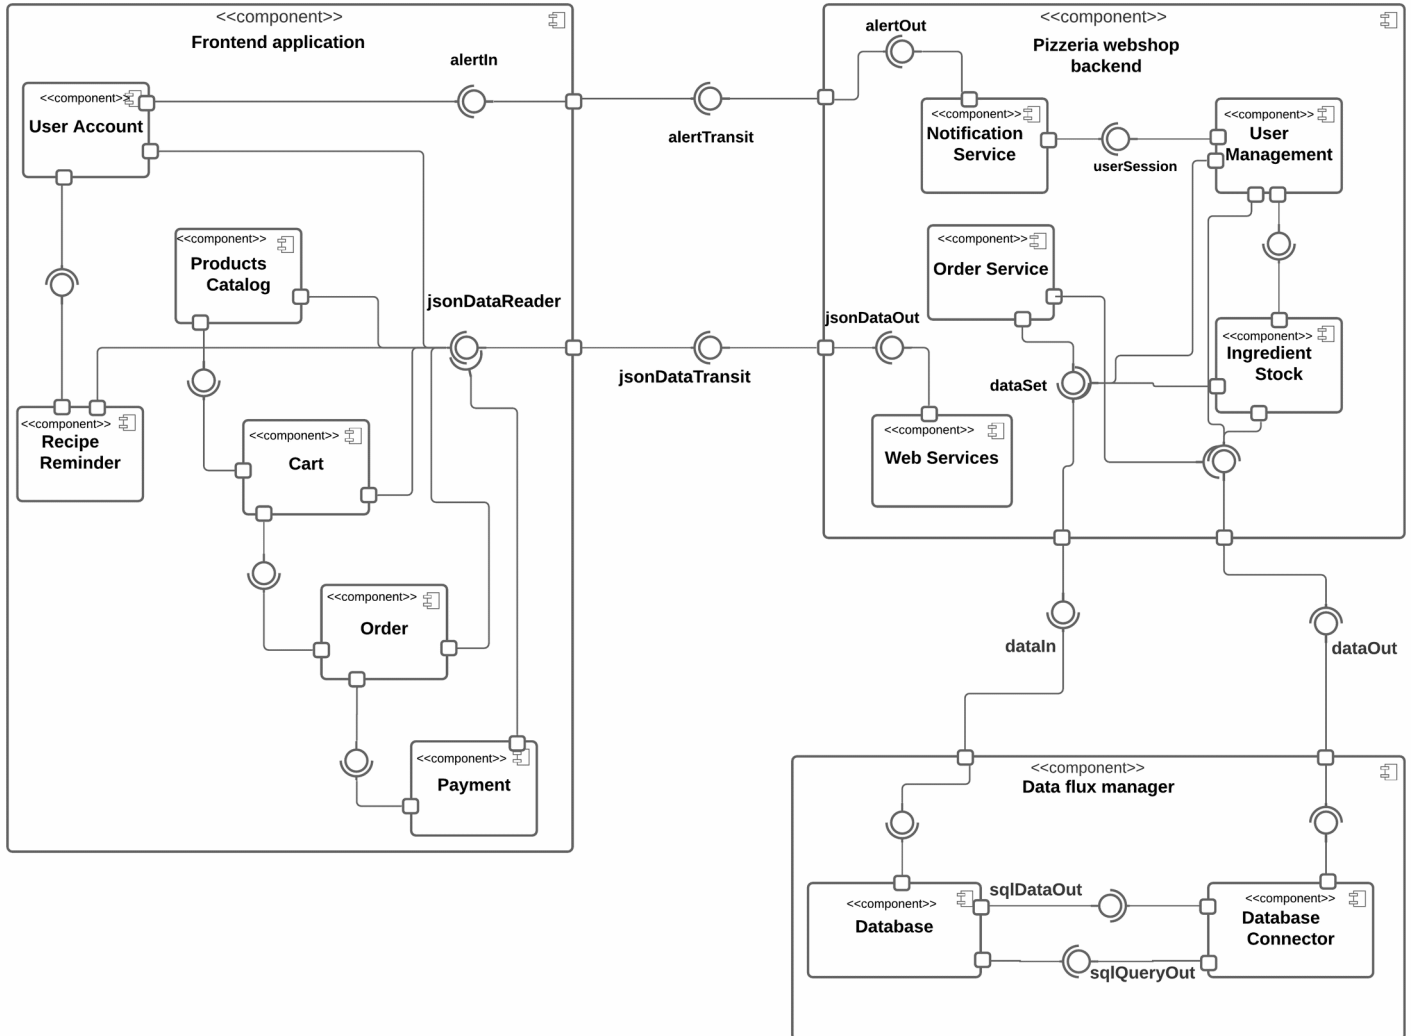 <<component>>
Frontend application
alertIn
<<component>>
User Account
<<component>>
Products
Catalog
jsonDataReader
<<component>>
Recipe
Reminder
<<component>>
Cart
<<component>>
Order
<<component>>
Payment
alertTransit
jsonDataTransit
<<component>>
Pizzeria webshop
backend
alertOut
<<component>>
Notification
Service
userSession
<<component>>
User
Management
<<component>>
Order Service
jsonDataOut
dataSet
<<component>>
Ingredient
Stock
<<component>>
Web Services
dataIn
dataOut
<<component>>
Data flux manager
<<component>>
Database
sqlDataOut
sqlQueryOut
<<component>>
Database
Connector